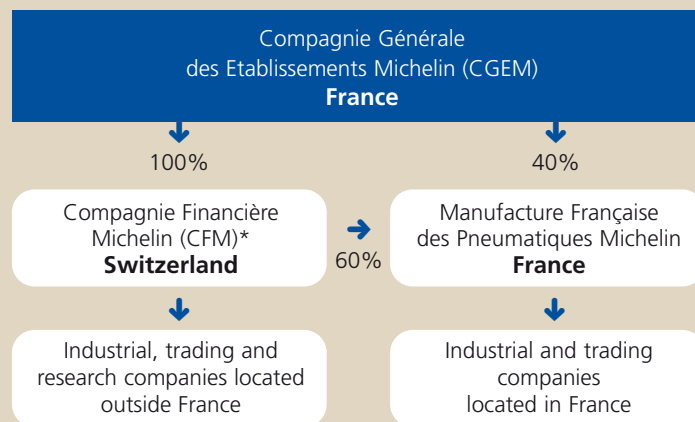 Compagnie Générale
des Etablissements Michelin (CGEM)
France
100%
40%
Compagnie Financière
Michelin (CFM)*
Switzerland
60%
Manufacture Française
des Pneumatiques Michelin
France
Industrial, trading and
research companies located
outside France
Industrial and trading
companies
located in France